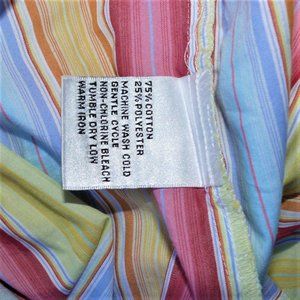 75% COTTON
25% POLYESTER
MACHINE WASH COLD
GENTLE CYCLE
NON-CHLORINE BLEACH
TUMBLE DRY LOW
WARM IRON